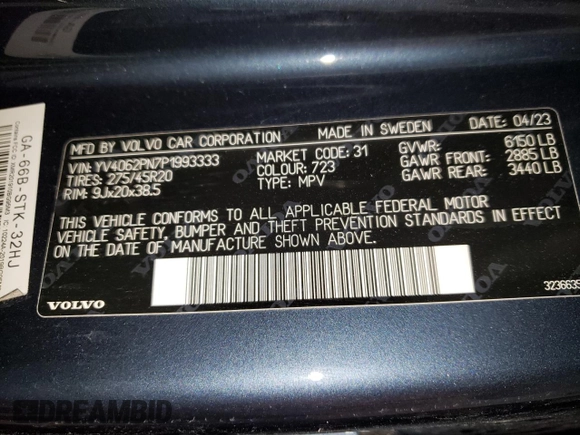 MFD BY VOLVO CAR CORPORATION MADE IN SWEDEN DATE: 04/23
VIN: YV4062PN7P1993333 MARKET CODE: 31 GVWR: 6150 LB
TIRES: 275/45R20 COLOUR: 723 GAWR FRONT: 2885 LB
RIM: 9Jx20x38.5 TYPE: MPV GAWR REAR: 3440 LB
THIS VEHICLE CONFORMS TO ALL APPLICABLE FEDERAL MOTOR
VEHICLE SAFETY, BUMPER AND THEFT PREVENTION STANDARDS IN EFFECT
ON THE DATE OF MANUFACTURE SHOWN ABOVE.
VOLVO
323663
GA-66B-STK-32HJ
DREAMBID